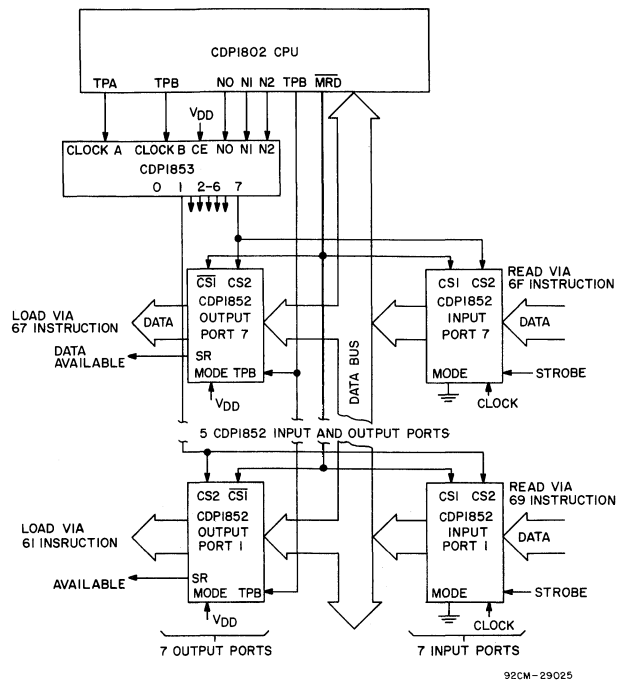 CDP1802 CPU
TPA TPB N0 N1 N2 TPB MRD
VDD
CLOCK A CLOCK B CE N0 N1 N2
CDP1853
0 1 2-6 7
CS1 CS2
CDP1852
OUTPUT
PORT 7
SR
MODE TPB
LOAD VIA
67 INSTRUCTION
DATA
DATA
AVAILABLE
VDD
DATA BUS
CS1 CS2
CDP1852
INPUT
PORT 7
MODE
READ VIA
6F INSTRUCTION
DATA
STROBE
CLOCK
5 CDP1852 INPUT AND OUTPUT PORTS
CS2 CS1
CDP1852
OUTPUT
PORT 1
SR
MODE TPB
LOAD VIA
61 INSRUCTION
AVAILABLE
VDD
CS1 CS2
CDP1852
INPUT
PORT 1
MODE
READ VIA
69 INSTRUCTION
DATA
STROBE
CLOCK
7 OUTPUT PORTS
7 INPUT PORTS
92CM-29025